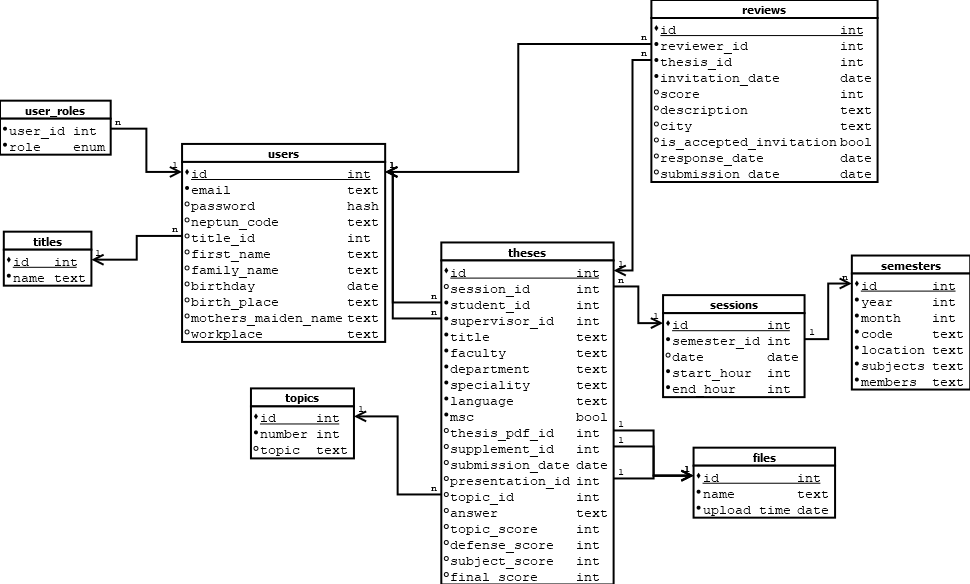 reviews
id int
reviewer_id int
thesis_id int
invitation_date date
score int
description text
city text
is_accepted_invitation bool
response_date date
submission_date date
n
n
user_roles
user_id int
role enum
n
1
users
id int
email text
password hash
neptun_code text
title_id int
first_name text
family_name text
birthday date
birth_place text
mothers_maiden_name text
workplace text
1
n
titles
id int
name text
1
theses
id int
session_id int
student_id int
supervisor_id int
title text
faculty text
department text
speciality text
language text
msc bool
thesis_pdf_id int
supplement_id int
submission_date date
presentation_id int
topic_id int
answer text
topic_score int
defense_score int
subject_score int
final_score int
1
n
n
n
n
1
1
1
sessions
id int
semester_id int
date date
start_hour int
end_hour int
1
1
semesters
id int
year int
month int
code text
location text
subjects text
members text
n
topics
id int
number int
topic text
1
files
id int
name text
upload_time date
1